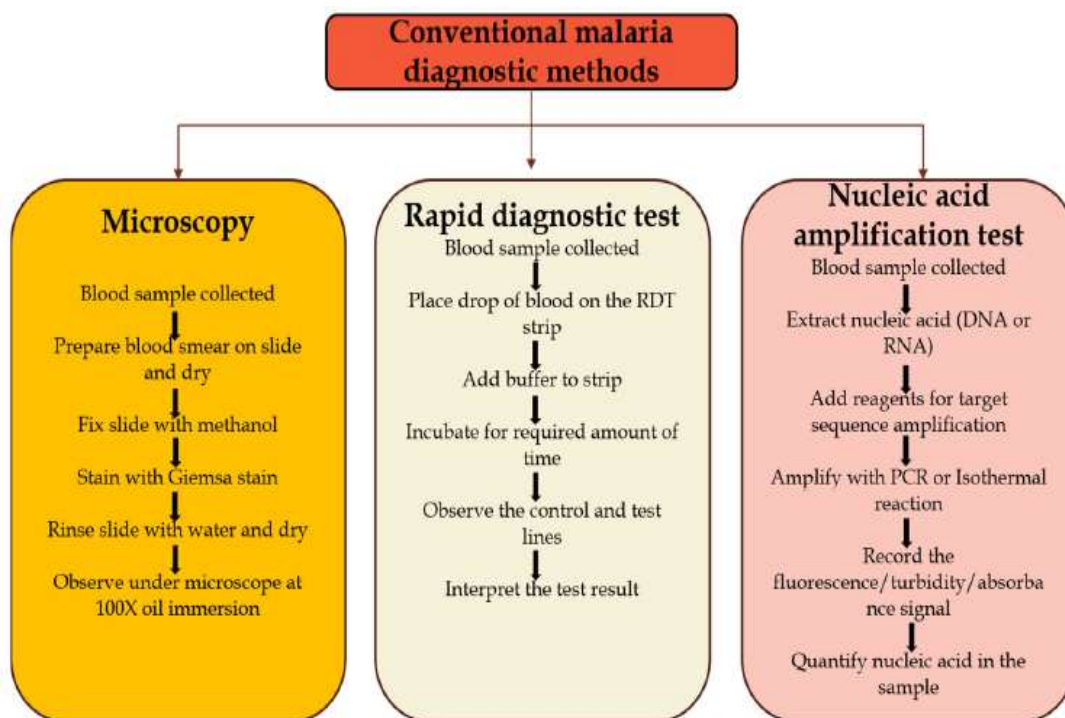 Conventional malaria
diagnostic methods
Microscopy
Blood sample collected
Prepare blood smear on slide
and dry
Fix slide with methanol
Stain with Giemsa stain
Rinse slide with water and dry
Observe under microscope at
100X oil immersion
Rapid diagnostic test
Blood sample collected
Place drop of blood on the RDT
strip
Add buffer to strip
Incubate for required amount of
time
Observe the control and test
lines
Interpret the test result
Nucleic acid
amplification test
Blood sample collected
Extract nucleic acid (DNA or
RNA)
Add reagents for target
sequence amplification
Amplify with PCR or Isothermal
reaction
Record the
fluorescence/turbidity/absorba
nce signal
Quantify nucleic acid in the
sample